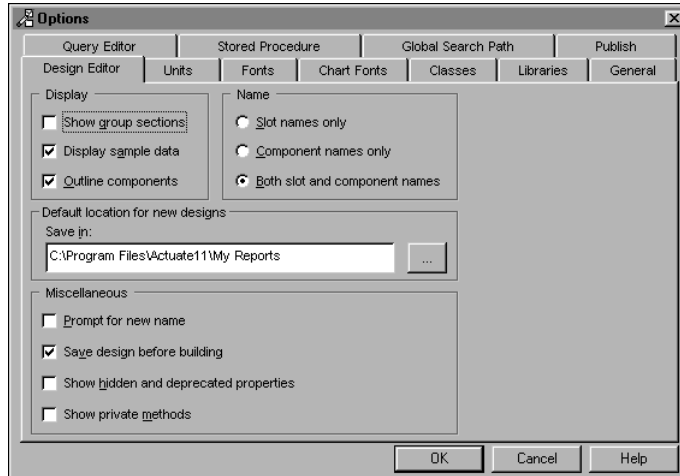 Options
Query Editor Stored Procedure Global Search Path Publish
Design Editor Units Fonts Chart Fonts Classes Libraries General
Display
Show group sections
Display sample data
Outline components
Name
Slot names only
Component names only
Both slot and component names
Default location for new designs
Save in:
C:\Program Files\Actuate11\My Reports
...
Miscellaneous
Prompt for new name
Save design before building
Show hidden and deprecated properties
Show private methods
OK Cancel Help